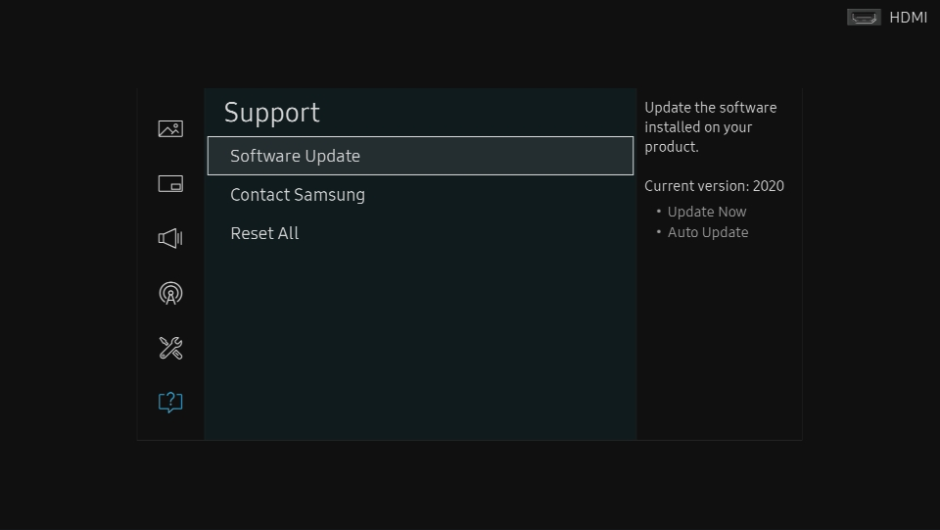 HDMI
Support
Software Update
Contact Samsung
Reset All
Update the software
installed on your
product.
Current version: 2020
• Update Now
• Auto Update